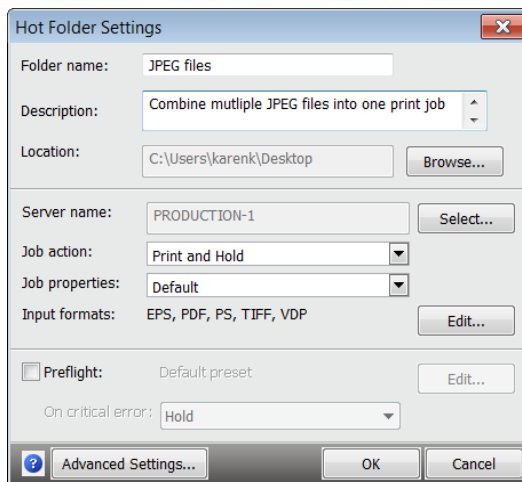 Hot Folder Settings
Folder name: JPEG files
Description: Combine mutliple JPEG files into one print job
Location: C:\Users\karenk\Desktop Browse...
Server name: PRODUCTION-1 Select...
Job action: Print and Hold
Job properties: Default
Input formats: EPS, PDF, PS, TIFF, VDP Edit...
Preflight: Default preset Edit...
On critical error: Hold
? Advanced Settings... OK Cancel